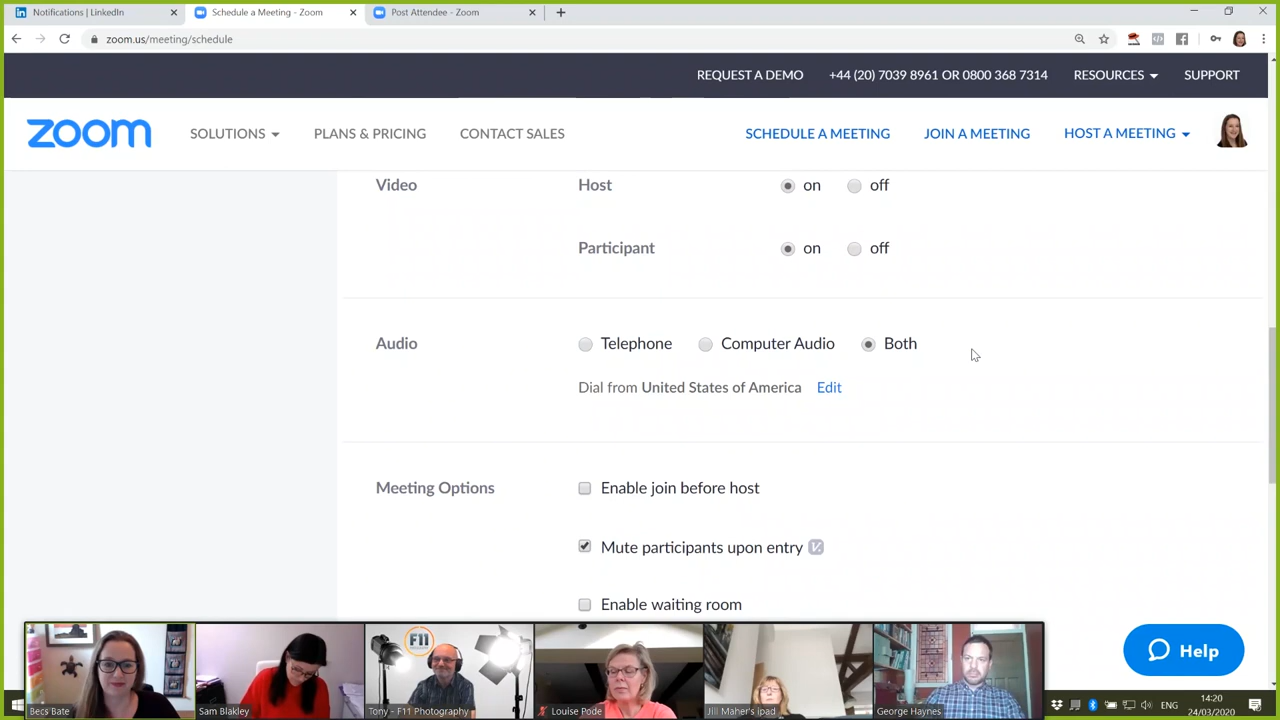 Notifications | LinkedIn
Schedule a Meeting - Zoom
Post Attendee - Zoom
zoom.us/meeting/schedule
REQUEST A DEMO +44 (20) 7039 8961 OR 0800 368 7314 RESOURCES SUPPORT
zoom SOLUTIONS PLANS & PRICING CONTACT SALES SCHEDULE A MEETING JOIN A MEETING HOST A MEETING
Video Host on off
Participant on off
Audio Telephone Computer Audio Both
Dial from United States of America Edit
Meeting Options Enable join before host
Mute participants upon entry
Enable waiting room
Help
F11
Becs Bate
Sam Blakley
Tony - F11 Photography
Louise Pode
Jill Maher's ipad
George Haynes
ENG
14:20
24/03/2020